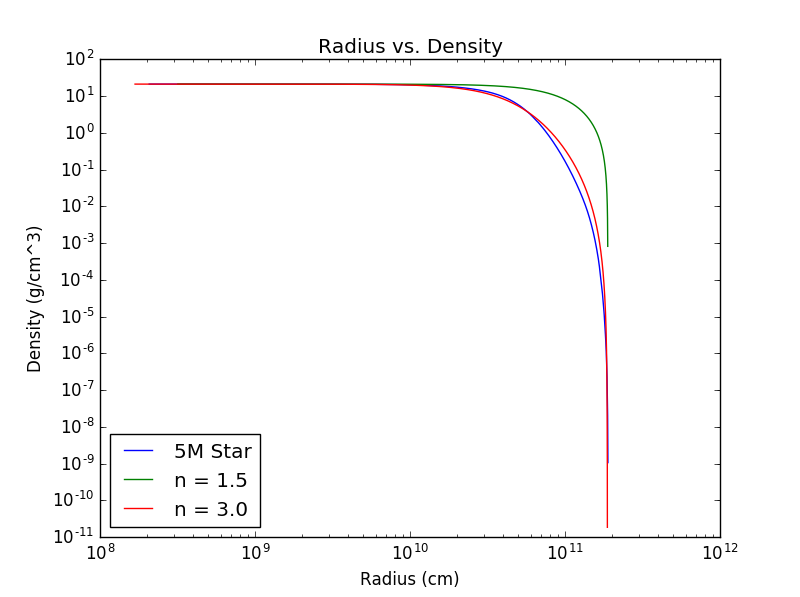 Radius vs. Density
10^2
10^1
10^0
10^-1
10^-2
10^-3
10^-4
10^-5
10^-6
10^-7
10^-8
10^-9
10^-10
10^-11
Density (g/cm^3)
5M Star
n = 1.5
n = 3.0
10^8 10^9 10^10 10^11 10^12
Radius (cm)